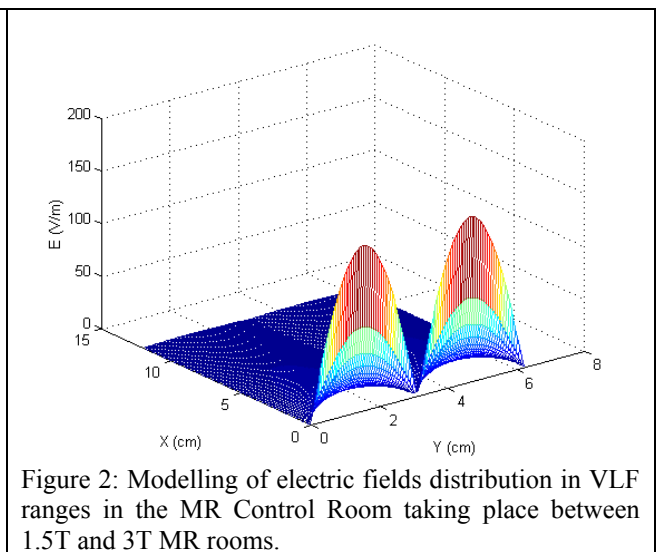 200
150
100
50
0
E (V/m)
15
10
5
0
X (cm)
0
2
4
6
8
Y (cm)
Figure 2: Modelling of electric fields distribution in VLF
ranges in the MR Control Room taking place between
1.5T and 3T MR rooms.